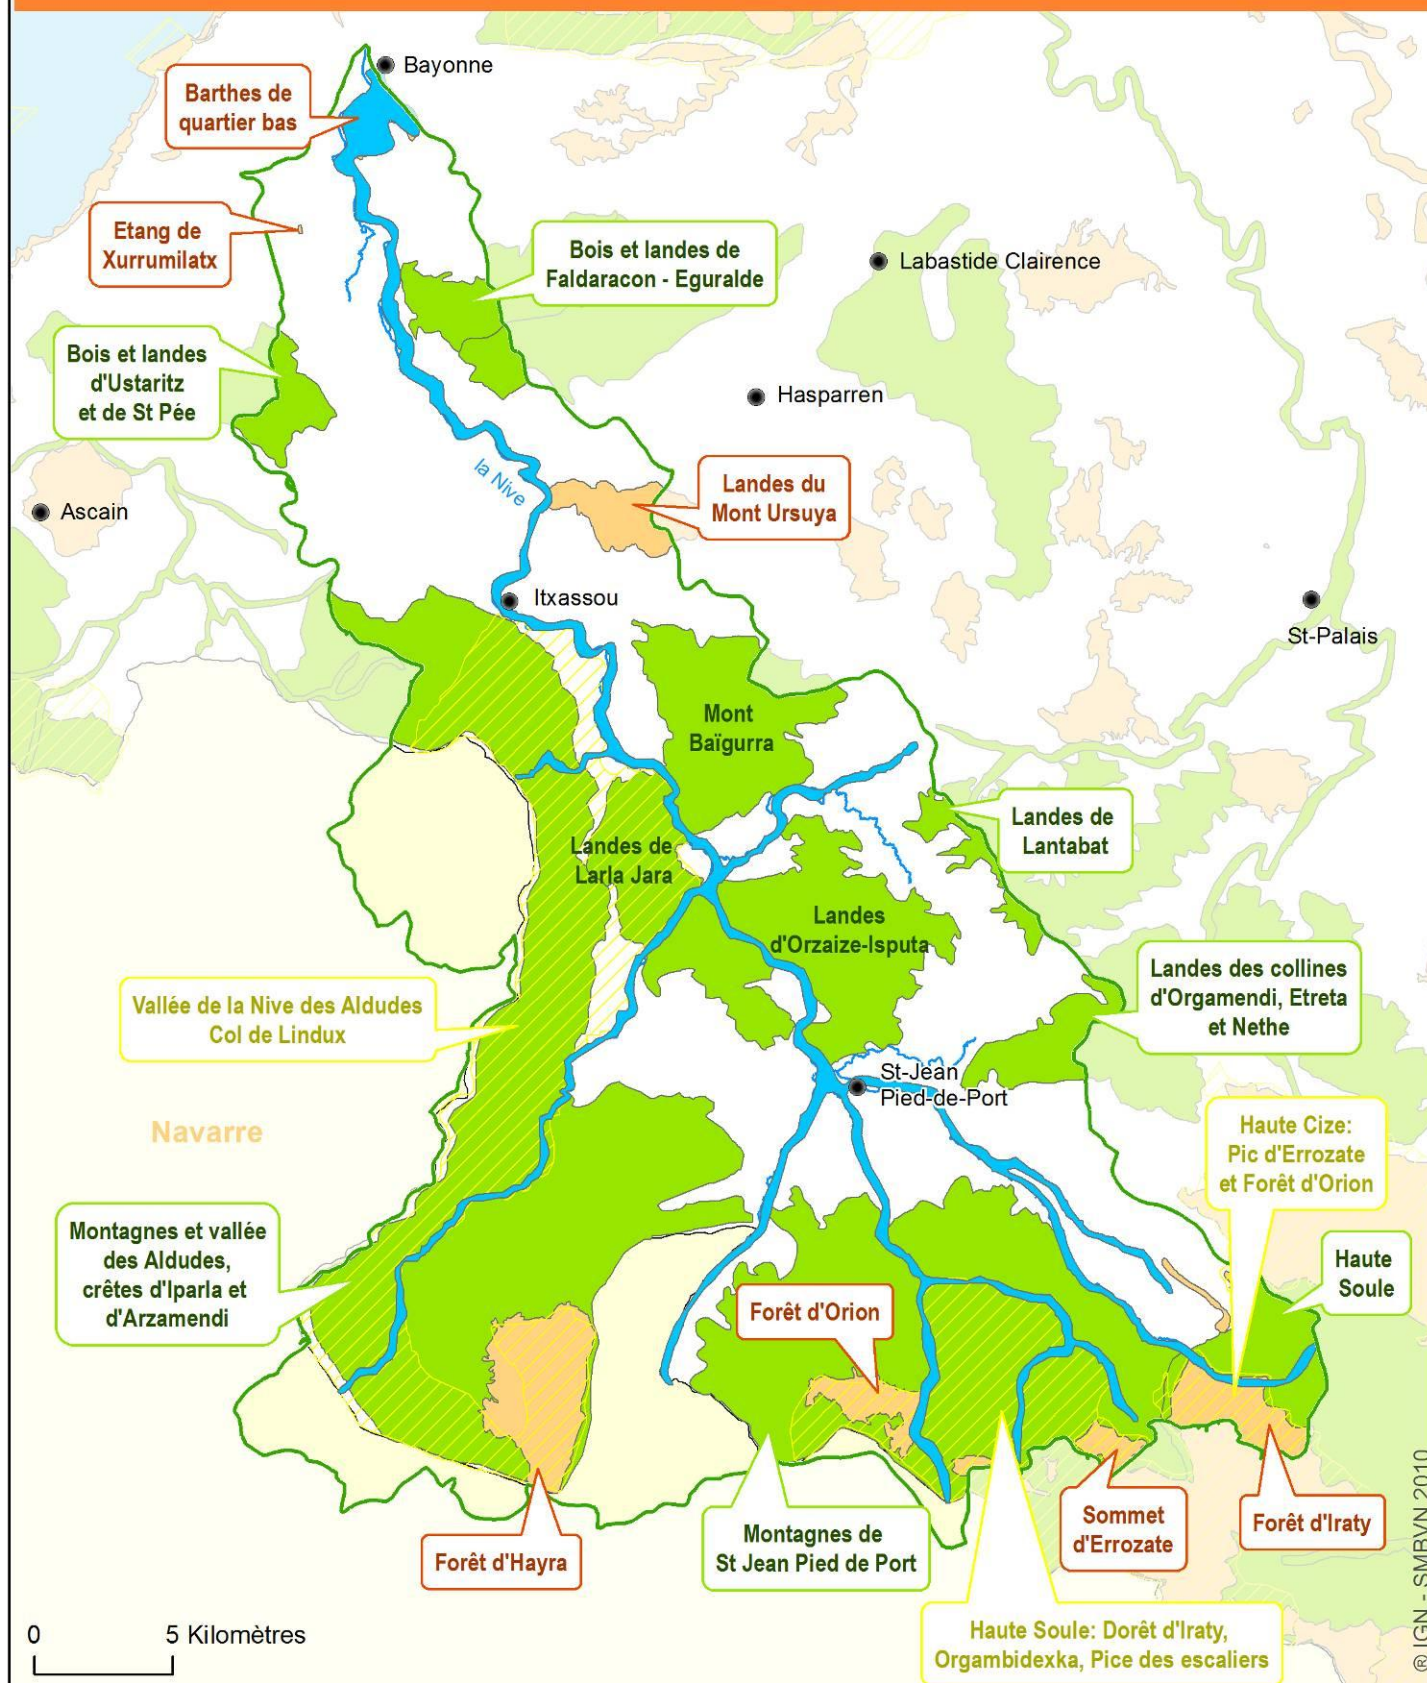 Bayonne
Barthes de
quartier bas
Etang de
Xurrumilatx
Bois et landes de
Faldaracon - Eguralde
Labastide Clairence
Bois et landes
d'Ustaritz
et de St Pée
Hasparren
la Nive
Landes du
Mont Ursuya
Ascain
Itxassou
St-Palais
Mont
Baïgurra
Landes de
Lantabat
Landes de
Larla Jara
Landes
d'Orzaize-Isputa
Landes des collines
d'Orgamendi, Etreta
et Nethe
Vallée de la Nive des Aldudes
Col de Lindux
St-Jean
Pied-de-Port
Navarre
Haute Cize:
Pic d'Errozate
et Forêt d'Orion
Montagnes et vallée
des Aldudes,
crêtes d'Iparla et
d'Arzamendi
Haute
Soule
Forêt d'Orion
Forêt d'Hayra
Montagnes de
St Jean Pied de Port
Sommet
d'Errozate
Forêt d'Iraty
Haute Soule: Dorêt d'Iraty,
Orgambidexka, Pice des escaliers
0 5 Kilomètres
® IGN - SMBVN 2010